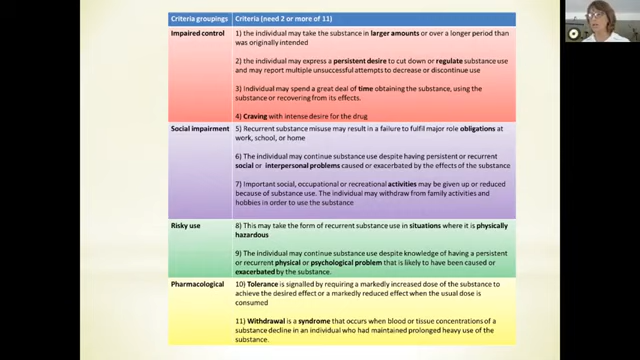 Criteria groupings
Criteria (need 2 or more of 11)
Impaired control
1) the individual may take the substance in larger amounts or over a longer period than
was originally intended
2) the individual may express a persistent desire to cut down or regulate substance use
and may report multiple unsuccessful attempts to decrease or discontinue use
3) Individual may spend a great deal of time obtaining the substance, using the
substance or recovering from its effects.
4) Craving with intense desire for the drug
Social impairment
5) Recurrent substance misuse may result in a failure to fulfil major role obligations at
work, school, or home
6) The individual may continue substance use despite having persistent or recurrent
social or interpersonal problems caused or exacerbated by the effects of the substance
7) Important social, occupational or recreational activities may be given up or reduced
because of substance use. The individual may withdraw from family activities and
hobbies in order to use the substance
Risky use
8) This may take the form of recurrent substance use in situations where it is physically
hazardous
9) The individual may continue substance use despite knowledge of having a persistent
or recurrent physical or psychological problem that is likely to have been caused or
exacerbated by the substance.
Pharmacological
10) Tolerance is signalled by requiring a markedly increased dose of the substance to
achieve the desired effect or a markedly reduced effect when the usual dose is
consumed
11) Withdrawal is a syndrome that occurs when blood or tissue concentrations of a
substance decline in an individual who had maintained prolonged heavy use of the
substance.